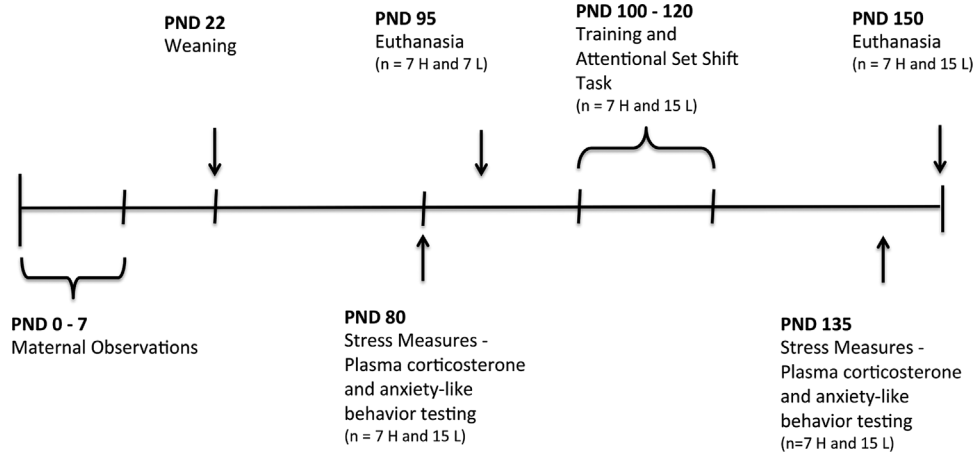 PND 22
Weaning
PND 95
Euthanasia
(n = 7 H and 7 L)
PND 100 - 120
Training and
Attentional Set Shift
Task
(n = 7 H and 15 L)
PND 150
Euthanasia
(n = 7 H and 15 L)
PND 0 - 7
Maternal Observations
PND 80
Stress Measures -
Plasma corticosterone
and anxiety-like
behavior testing
(n = 7 H and 15 L)
PND 135
Stress Measures -
Plasma corticosterone
and anxiety-like
behavior testing
(n=7 H and 15 L)